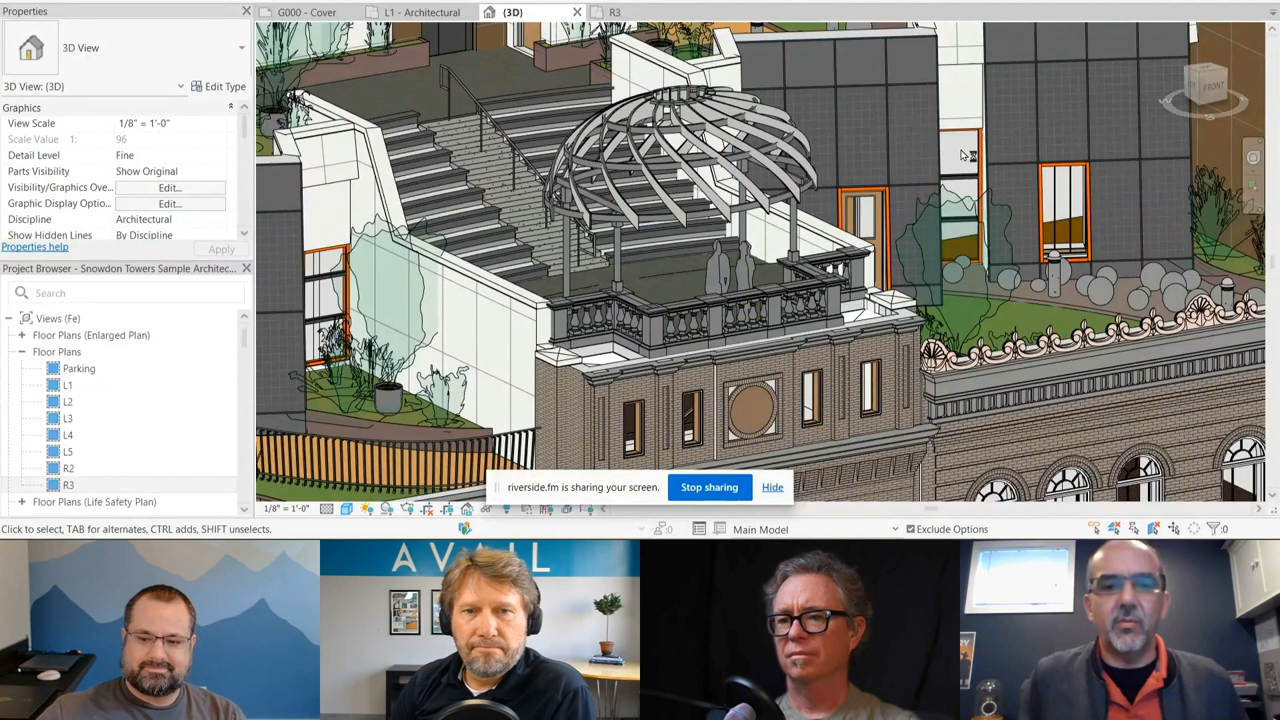 Properties
G000 - Cover
L1 - Architectural
{3D}
R3
3D View
3D View: {3D}
Edit Type
Graphics
View Scale
1/8" = 1'-0"
Scale Value 1:
96
Detail Level
Fine
Parts Visibility
Show Original
Visibility/Graphics Ove...
Edit...
Graphic Display Optio...
Edit...
Discipline
Architectural
Show Hidden Lines
By Discipline
Properties help
Apply
FRONT
Project Browser - Snowdon Towers Sample Architec...
Search
Views (Fe)
Floor Plans (Enlarged Plan)
Floor Plans
Parking
L1
L2
L3
L4
L5
R2
R3
Floor Plans (Life Safety Plan)
riverside.fm is sharing your screen.
Stop sharing
Hide
1/8" = 1'-0"
Click to select, TAB for alternates, CTRL adds, SHIFT unselects.
:0
Main Model
Exclude Options
:0
AVAIL